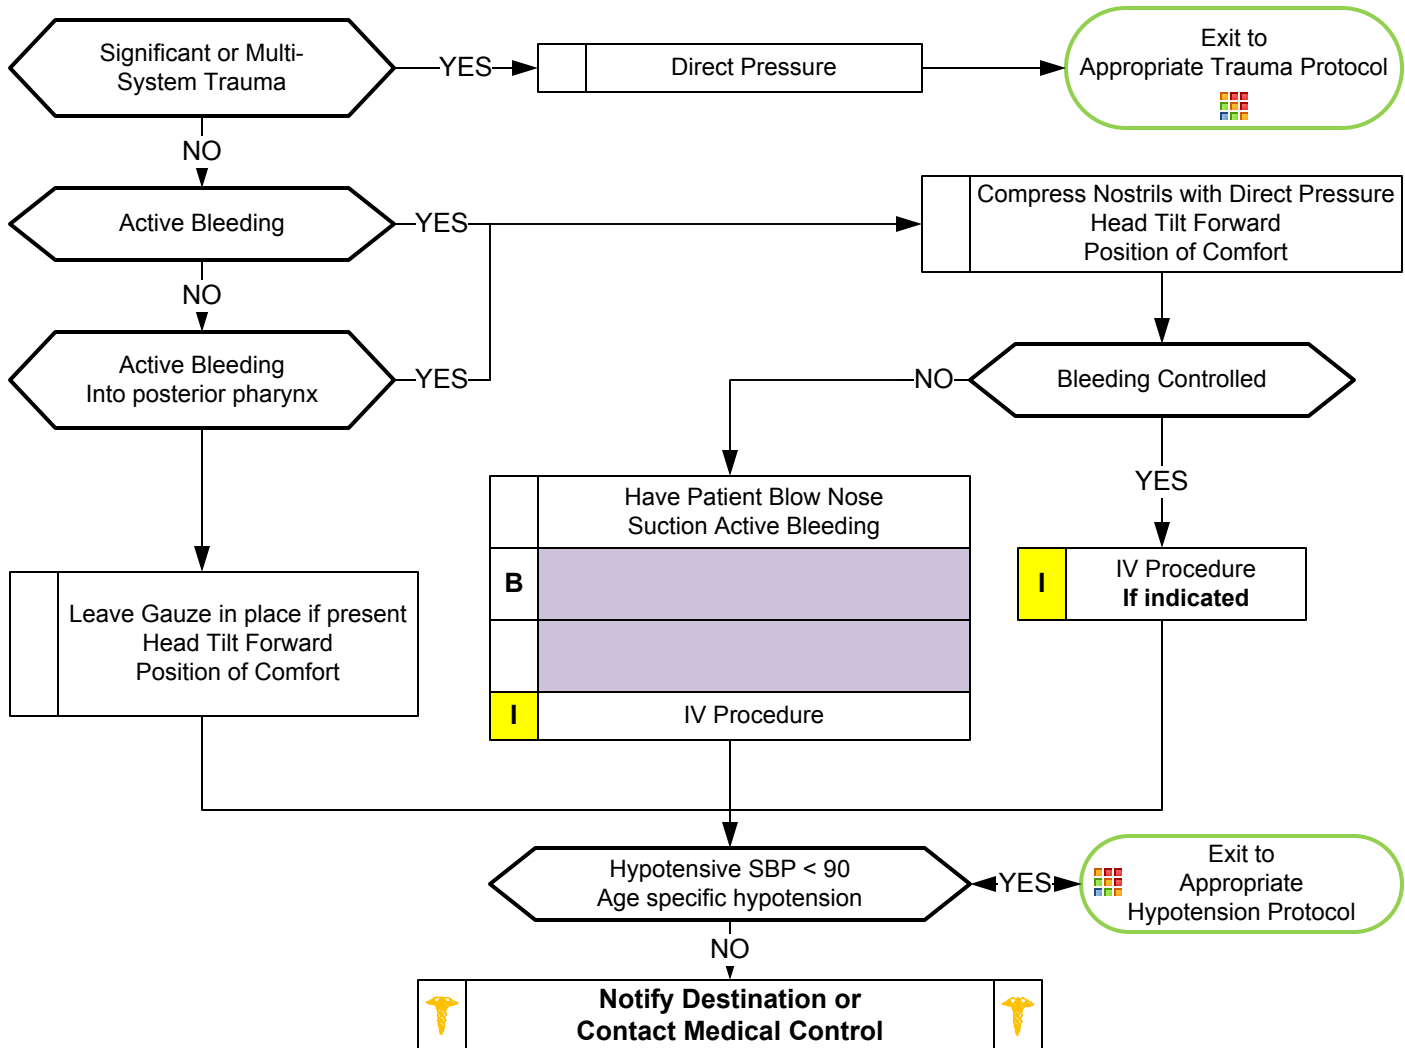 Significant or Multi-
System Trauma
YES
Direct Pressure
Exit to
Appropriate Trauma Protocol
NO
Active Bleeding
YES
Compress Nostrils with Direct Pressure
Head Tilt Forward
Position of Comfort
NO
Active Bleeding
Into posterior pharynx
YES
NO
Bleeding Controlled
YES
Have Patient Blow Nose
Suction Active Bleeding
B
I
IV Procedure
I
IV Procedure
If indicated
Leave Gauze in place if present
Head Tilt Forward
Position of Comfort
Hypotensive SBP < 90
Age specific hypotension
YES
Exit to
Appropriate
Hypotension Protocol
NO
Notify Destination or
Contact Medical Control